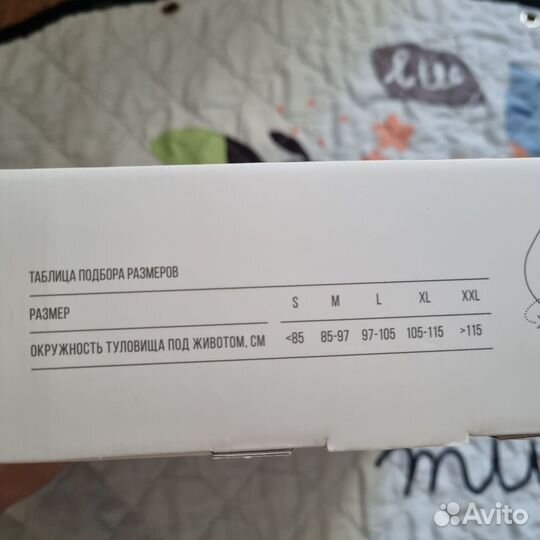 life
ТАБЛИЦА ПОДБОРА РАЗМЕРОВ
РАЗМЕР S M L XL XXL
ОКРУЖНОСТЬ ТУЛОВИЩА ПОД ЖИВОТОМ, СМ <85 85-97 97-105 105-115 >115
Avito